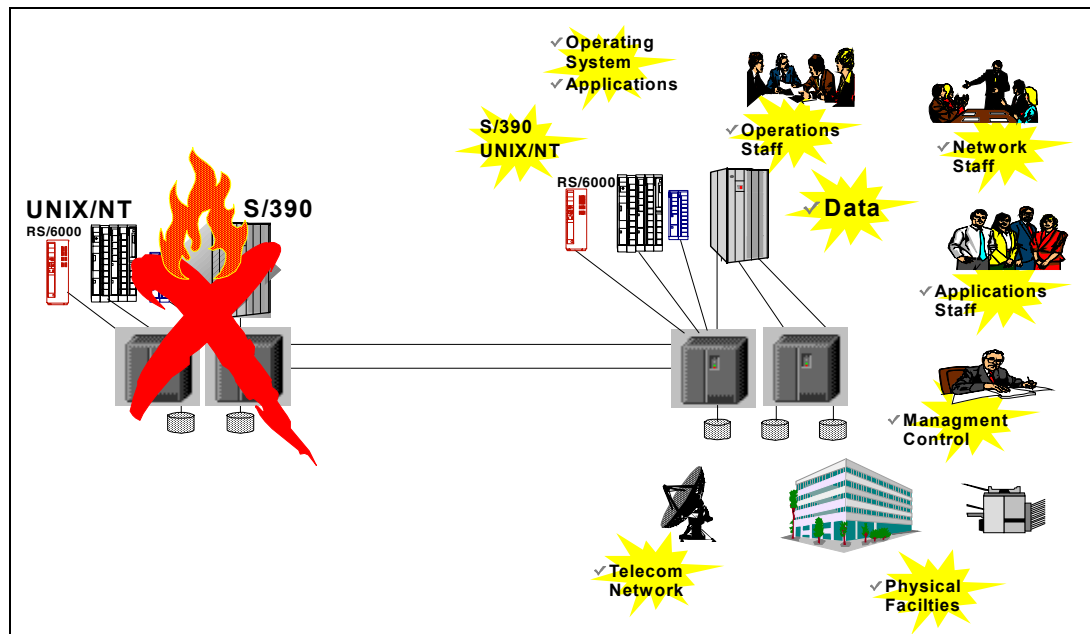 ✓ Operating
System
✓ Applications
S/390
UNIX/NT
✓ Operations
Staff
✓ Network
Staff
RS/6000
✓ Data
UNIX/NT
RS/6000
S/390
✓ Applications
Staff
✓ Managment
Control
✓ Telecom
Network
✓ Physical
Facilties